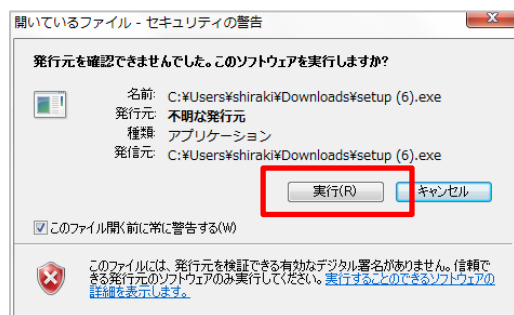 開いているファイル - セキュリティの警告
X
発行元を確認できませんでした。このソフトウェアを実行しますか?
名前: C:¥Users¥shiraki¥Downloads¥setup (6).exe
発行元: 不明な発行元
種類: アプリケーション
発信元: C:¥Users¥shiraki¥Downloads¥setup (6).exe
実行(R) キャンセル
このファイル開く前に常に警告する(W)
このファイルには、発行元を検証できる有効なデジタル署名がありません。信頼で
きる発行元のソフトウェアのみ実行してください。実行することのできるソフトウェアの
詳細を表示します。